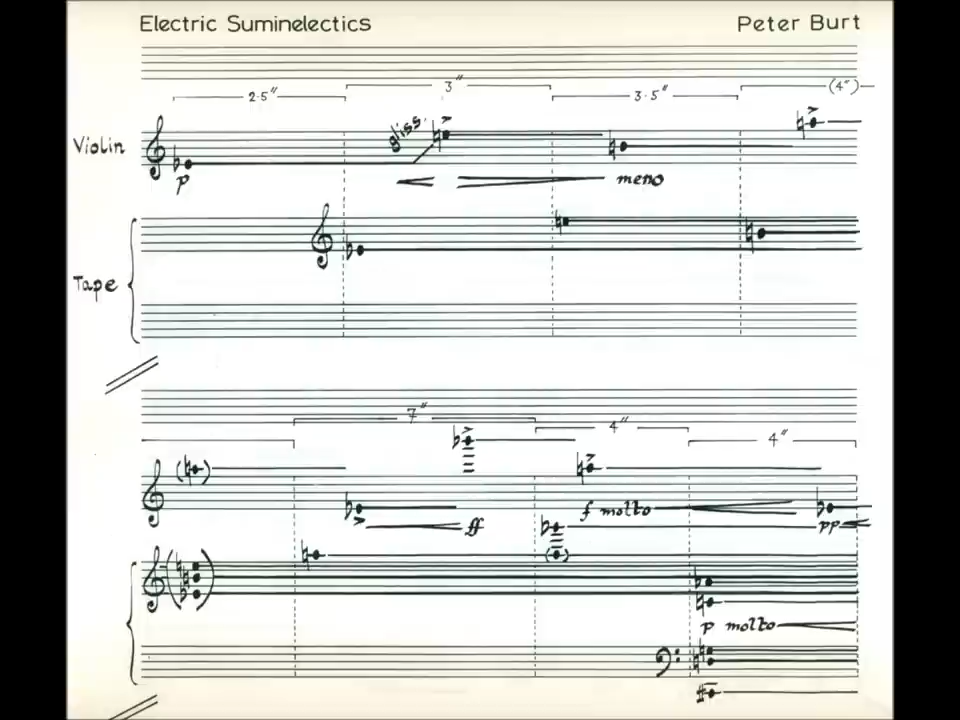 Electric Suminelectics Peter Burt
2·5″ 3″ 3·5″ (4″)
gliss.
Violin
p meno
Tape
7″ 4″ 4″
ff f molto pp
p molto